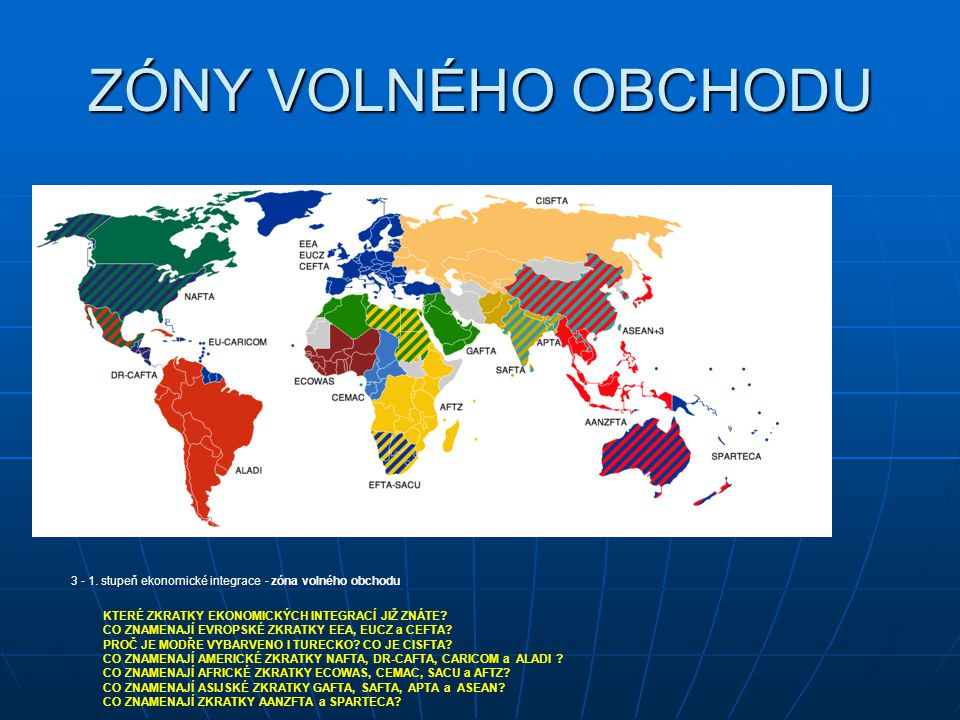 ZÓNY VOLNÉHO OBCHODU
CISFTA
EEA
EUCZ
CEFTA
NAFTA
EU-CARICOM
DR-CAFTA
ALADI
ECOWAS
CEMAC
AFTZ
EFTA-SACU
GAFTA
SAFTA
APTA
ASEAN+3
AANZFTA
SPARTECA
3 - 1. stupeň ekonomické integrace - zóna volného obchodu
KTERÉ ZKRATKY EKONOMICKÝCH INTEGRACÍ JIŽ ZNÁTE?
CO ZNAMENAJÍ EVROPSKÉ ZKRATKY EEA, EUCZ a CEFTA?
PROČ JE MODŘE VYBARVENO I TURECKO? CO JE CISFTA?
CO ZNAMENAJÍ AMERICKÉ ZKRATKY NAFTA, DR-CAFTA, CARICOM a ALADI ?
CO ZNAMENAJÍ AFRICKÉ ZKRATKY ECOWAS, CEMAC, SACU a AFTZ?
CO ZNAMENAJÍ ASIJSKÉ ZKRATKY GAFTA, SAFTA, APTA a ASEAN?
CO ZNAMENAJÍ ZKRATKY AANZFTA a SPARTECA?